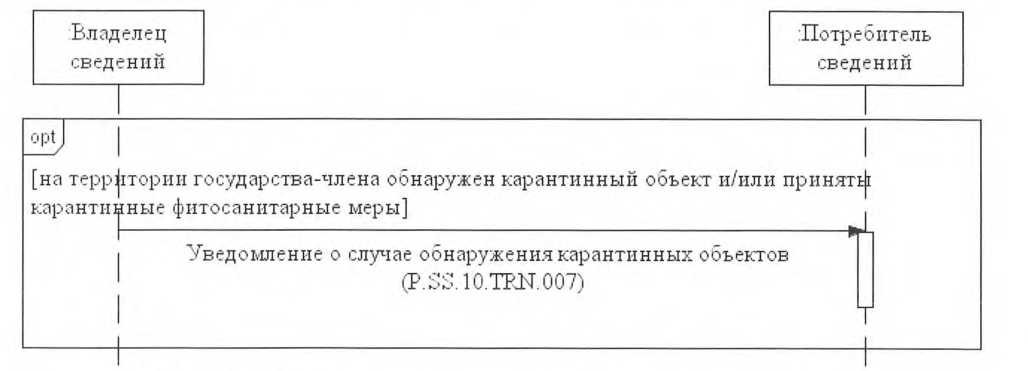 :Владелец
сведений
:Потребитель
сведений
opt
[на территории государства-члена обнаружен карантинный объект и/или приняты
карантинные фитосанитарные меры]
Уведомление о случае обнаружения карантинных объектов
(P.SS.10.TRN.007)